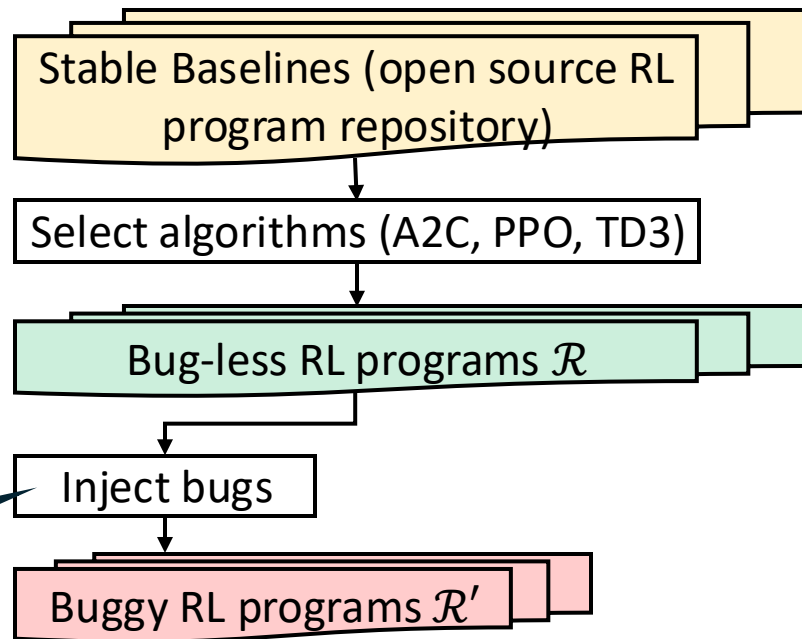 Stable Baselines (open source RL
program repository)
Select algorithms (A2C, PPO, TD3)
Bug-less RL programs ℛ
Inject bugs
Buggy RL programs ℛ′